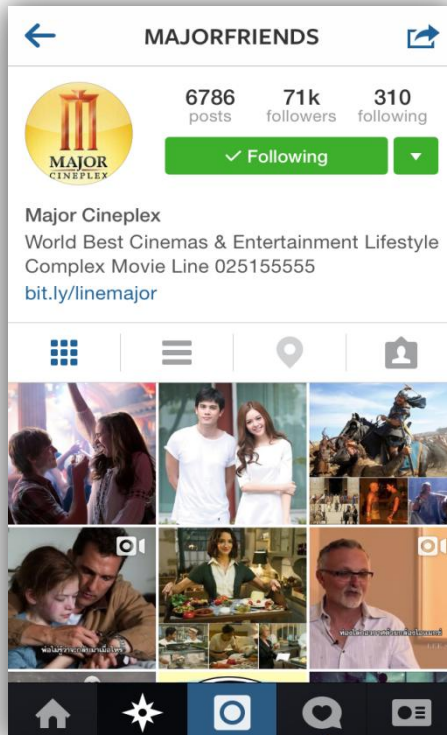 MAJORFRIENDS
6786 71k 310
posts followers following
MAJOR
CINEPLEX
Following
Major Cineplex
World Best Cinemas & Entertainment Lifestyle
Complex Movie Line 025155555
bit.ly/linemajor